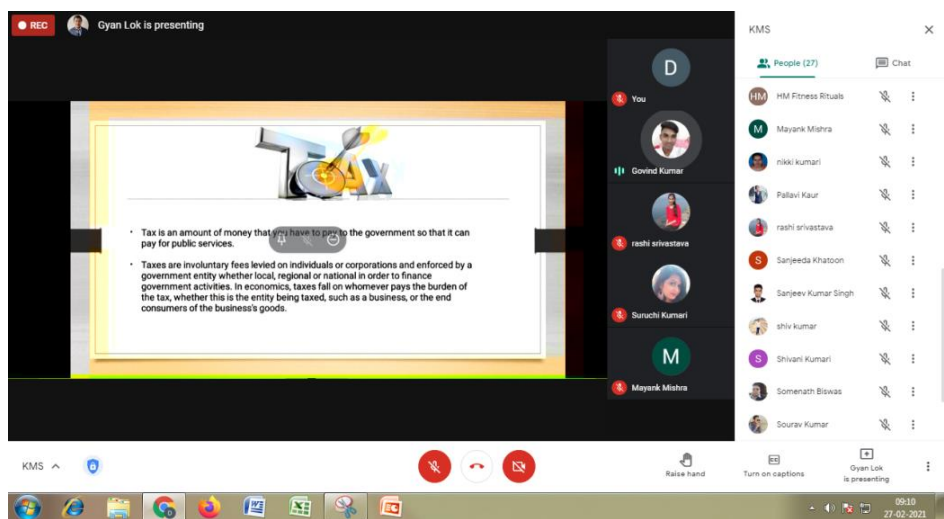 REC
Gyan Lok is presenting
KMS
People (27)
Chat
D
You
Govind Kumar
rashi srivastava
Suruchi Kumari
M
Mayank Mishra
TAX
• Tax is an amount of money that you have to pay to the government so that it can
pay for public services.
• Taxes are involuntary fees levied on individuals or corporations and enforced by a
government entity whether local, regional or national in order to finance
government activities. In economics, taxes fall on whomever pays the burden of
the tax, whether this is the entity being taxed, such as a business, or the end
consumers of the business's goods.
HM HM Fitness Rituals
M Mayank Mishra
nikki kumari
Pallavi Kaur
rashi srivastava
S Sanjeeda Khatoon
Sanjeev Kumar Singh
shiv kumar
S Shivani Kumari
Somenath Biswas
Sourav Kumar
KMS
Raise hand
Turn on captions
Gyan Lok
is presenting
09:10
27-02-2021